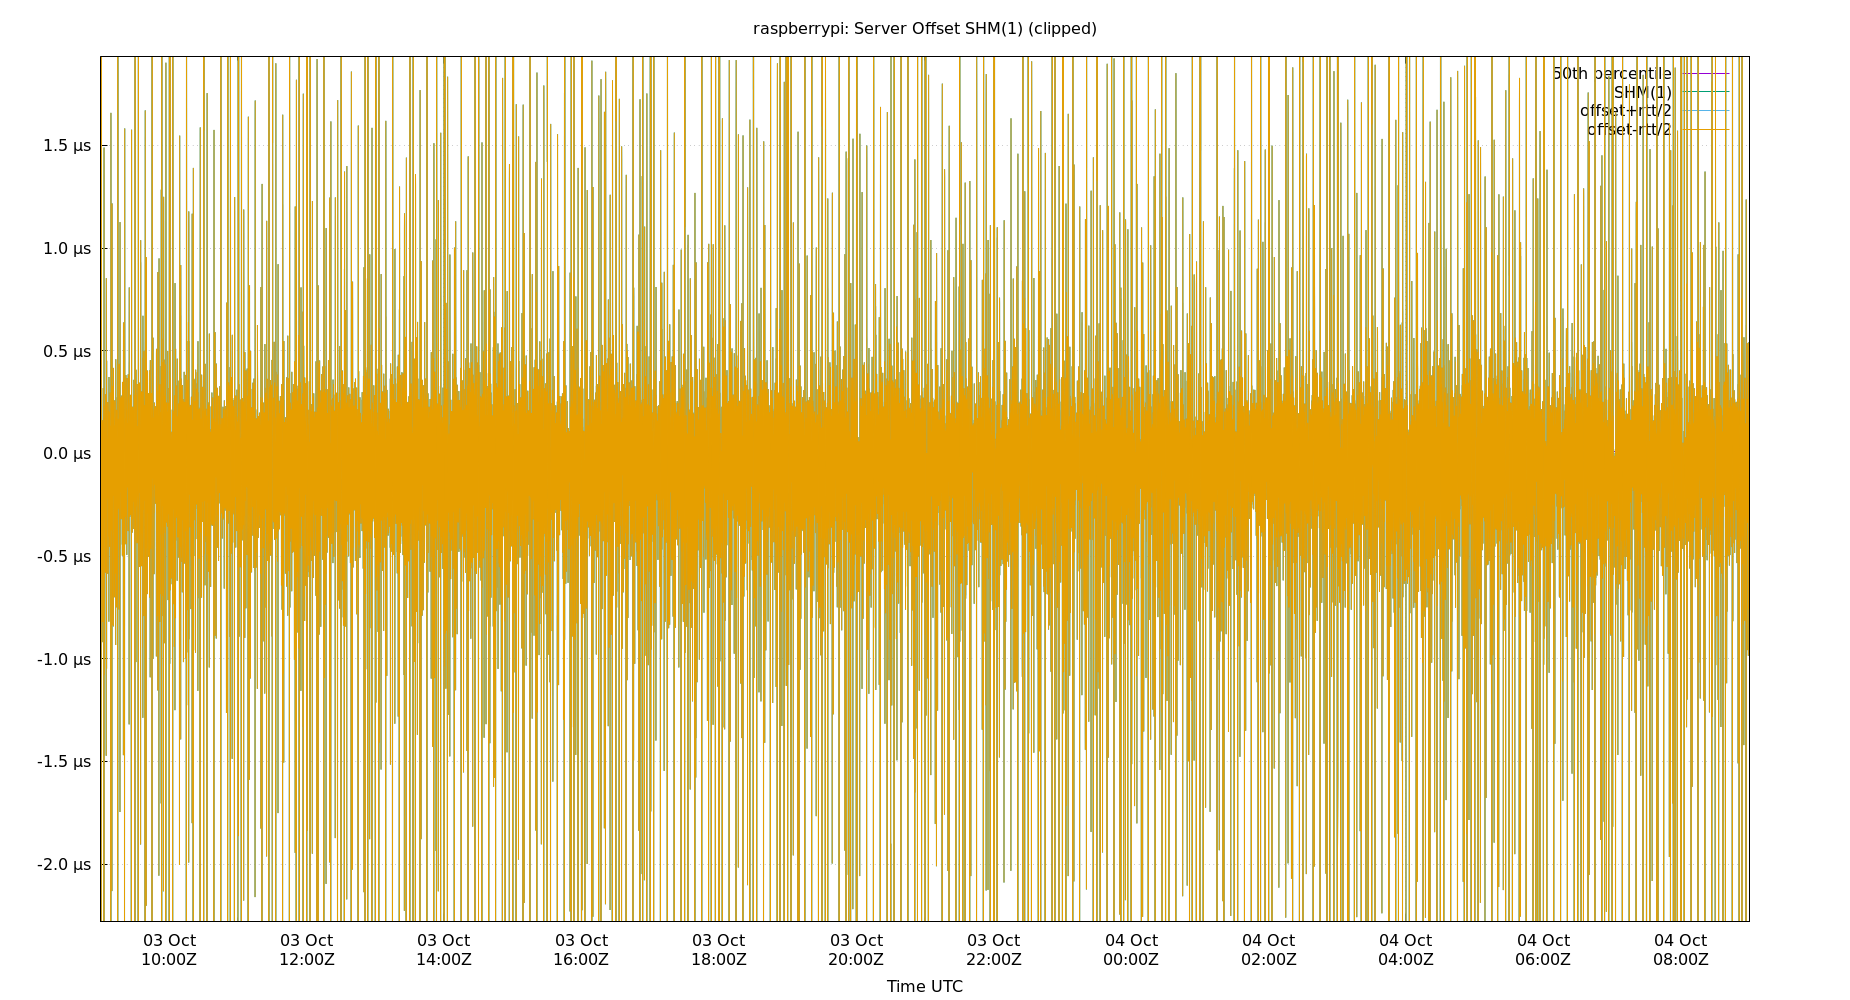 raspberrypi: Server Offset SHM(1) (clipped)
50th percentile
SHM(1)
offset+rtt/2
offset-rtt/2
1.5 µs
1.0 µs
0.5 µs
0.0 µs
-0.5 µs
-1.0 µs
-1.5 µs
-2.0 µs
03 Oct 03 Oct 03 Oct 03 Oct 03 Oct 03 Oct 03 Oct 04 Oct 04 Oct 04 Oct 04 Oct 04 Oct
10:00Z 12:00Z 14:00Z 16:00Z 18:00Z 20:00Z 22:00Z 00:00Z 02:00Z 04:00Z 06:00Z 08:00Z
Time UTC